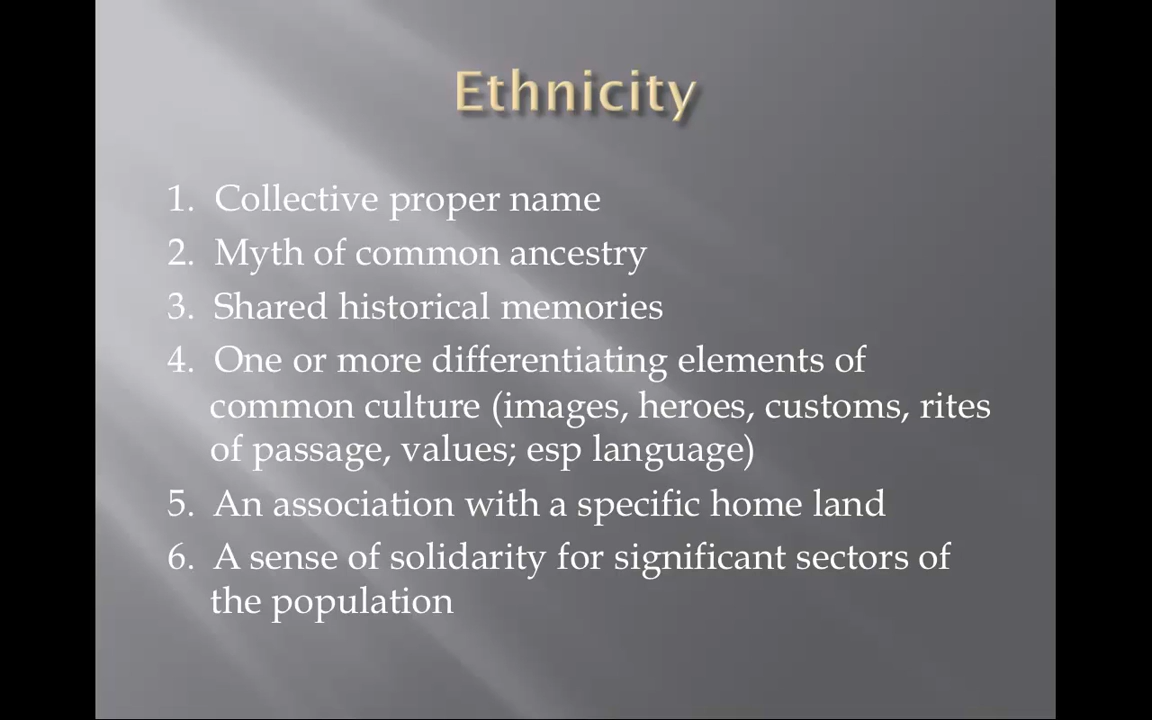 Ethnicity
1. Collective proper name
2. Myth of common ancestry
3. Shared historical memories
4. One or more differentiating elements of
common culture (images, heroes, customs, rites
of passage, values; esp language)
5. An association with a specific home land
6. A sense of solidarity for significant sectors of
the population